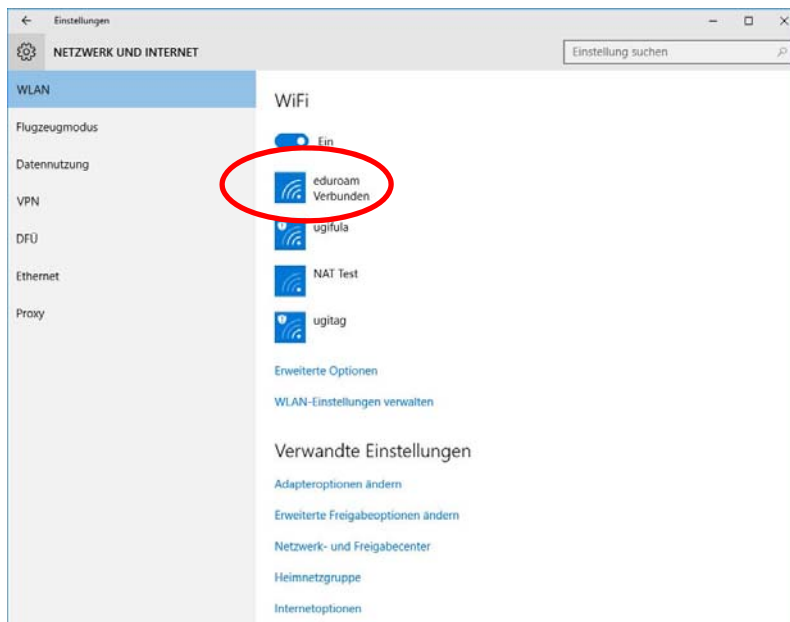 Einstellungen
NETZWERK UND INTERNET
Einstellung suchen
WLAN
Flugzeugmodus
Datennutzung
VPN
DFÜ
Ethernet
Proxy
WiFi
Ein
eduroam
Verbunden
ugifula
NAT Test
ugitag
Erweiterte Optionen
WLAN-Einstellungen verwalten
Verwandte Einstellungen
Adapteroptionen ändern
Erweiterte Freigabeoptionen ändern
Netzwerk- und Freigabecenter
Heimnetzgruppe
Internetoptionen